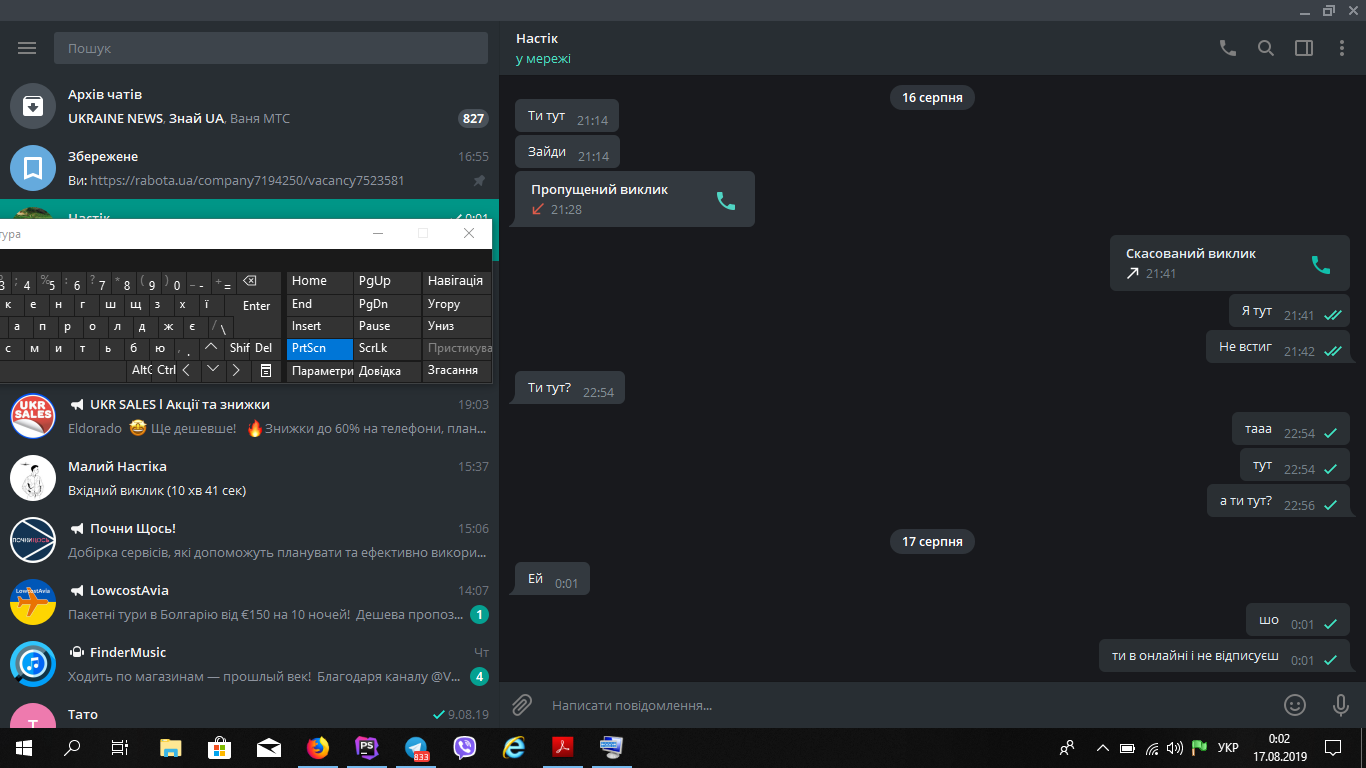 Пошук
Архів чатів
UKRAINE NEWS, Знай UA, Ваня МТС
827
Збережене
16:55
Ви: https://rabota.ua/company7194250/vacancy7523581
Настік
0:01
тура
3 ; 4 % 5 : 6 ? 7 * 8 ( 9 ) 0 _ - + =
Home PgUp Навігація
к е н г ш щ з х ї Enter
End PgDn Угору
а п р о л д ж є / \
Insert Pause Униз
с м и т ь б ю , . Shif Del
PrtScn ScrLk Пристикува
AltG Ctrl
Параметри Довідка Згасання
UKR SALES
UKR SALES | Акції та знижки
19:03
Eldorado 🤩 Ще дешевше! 🔥Знижки до 60% на телефони, план...
Малий Настіка
15:37
Вхідний виклик (10 хв 41 сек)
ПОЧНИ ЩОСЬ
Почни Щось!
15:06
Добірка сервісів, які допоможуть планувати та ефективно викори...
LowcostAvia
LowcostAvia
14:07
Пакетні тури в Болгарію від €150 на 10 ночей! Дешева пропоз...
1
FinderMusic
Чт
Ходить по магазинам — прошлый век! Благодаря каналу @V...
4
Т
Тато
9.08.19
Настік
у мережі
16 серпня
Ти тут 21:14
Зайди 21:14
Пропущений виклик
21:28
Скасований виклик
21:41
Я тут 21:41
Не встиг 21:42
Ти тут? 22:54
тааа 22:54
тут 22:54
а ти тут? 22:56
17 серпня
Ей 0:01
шо 0:01
ти в онлайні і не відписуєш 0:01
Написати повідомлення...
PS
833
УКР
0:02
17.08.2019